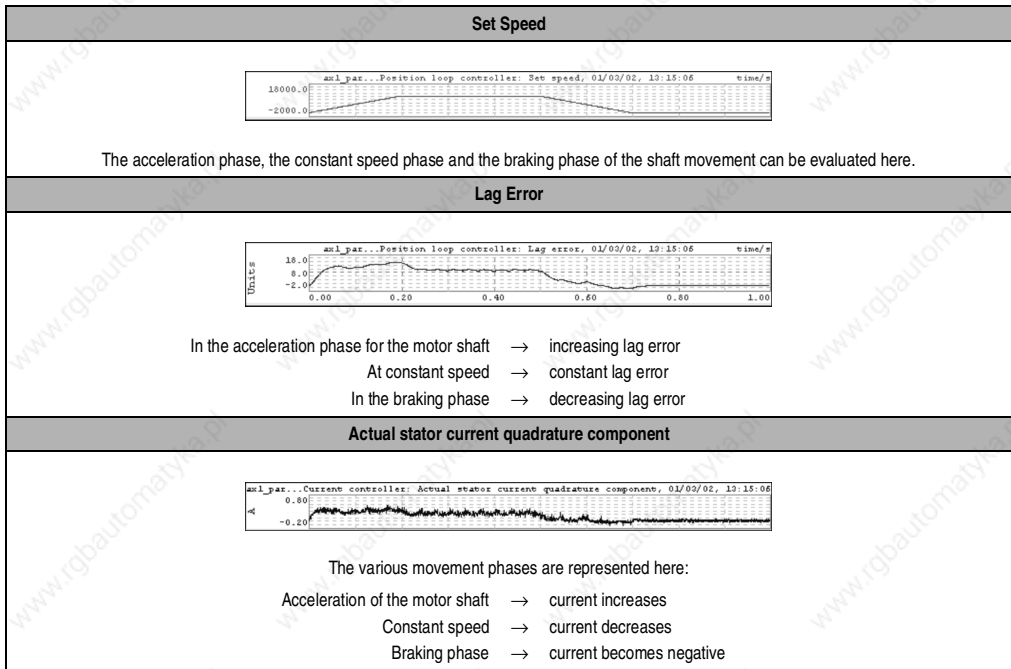 Set Speed
axl_par...Position loop controller: Set speed, 01/03/02, 13:15:06 time/s
18000.0
-2000.0
The acceleration phase, the constant speed phase and the braking phase of the shaft movement can be evaluated here.
Lag Error
axl_par...Position loop controller: Lag error, 01/03/02, 13:15:06 time/s
Units
18.0
8.0
-2.0
0.00 0.20 0.40 0.60 0.80 1.00
In the acceleration phase for the motor shaft → increasing lag error
At constant speed → constant lag error
In the braking phase → decreasing lag error
Actual stator current quadrature component
axl_par...Current controller: Actual stator current quadrature component, 01/03/02, 13:15:06
A
0.80
-0.20
The various movement phases are represented here:
Acceleration of the motor shaft → current increases
Constant speed → current decreases
Braking phase → current becomes negative
www.rgbautomatyka.pl